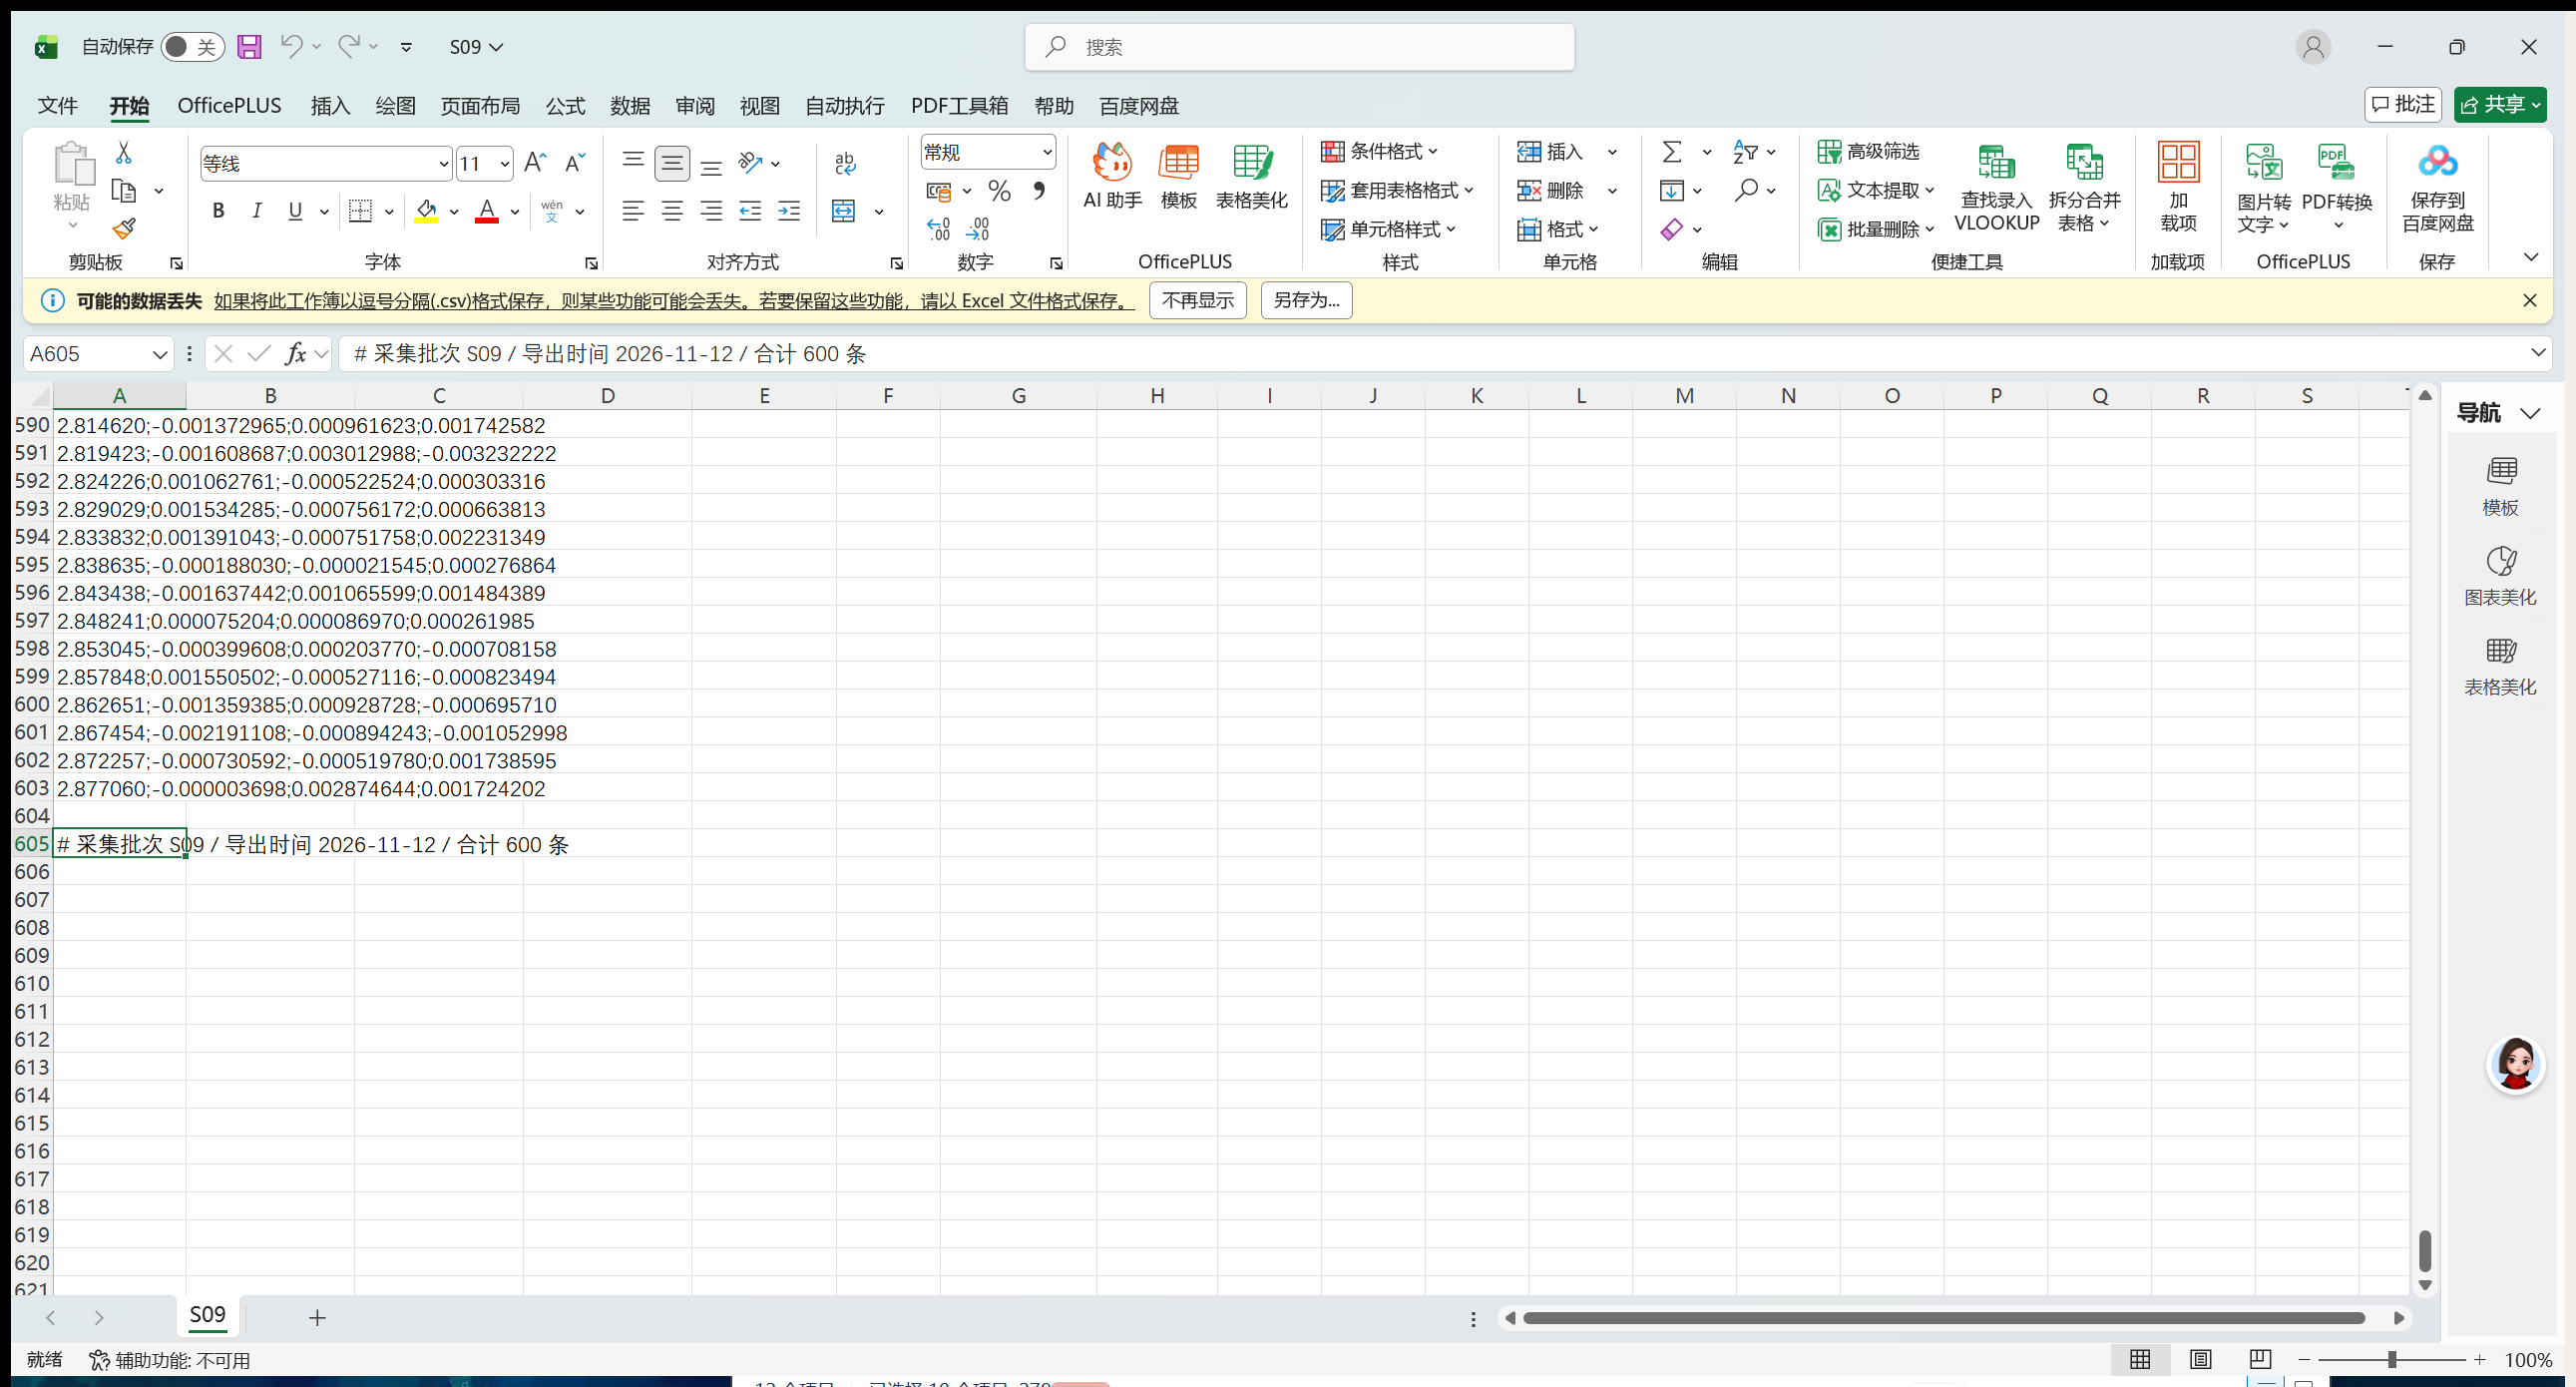 自动保存 关 S09 搜索
文件 开始 OfficePLUS 插入 绘图 页面布局 公式 数据 审阅 视图 自动执行 PDF工具箱 帮助 百度网盘 批注 共享
等线 11 A A ab 常规 条件格式 插入 高级筛选
粘贴 B I U A wén 文 % AI 助手 模板 表格美化 套用表格格式 删除 文本提取 查找录入 VLOOKUP 拆分合并 表格 加 载项 图片转 文字 PDF转换 保存到 百度网盘
.00 .00 单元格样式 格式 批量删除
剪贴板 字体 对齐方式 数字 OfficePLUS 样式 单元格 编辑 便捷工具 加载项 OfficePLUS 保存
可能的数据丢失 如果将此工作簿以逗号分隔(.csv)格式保存，则某些功能可能会丢失。若要保留这些功能，请以 Excel 文件格式保存。 不再显示 另存为...
A605 fx # 采集批次 S09 / 导出时间 2026-11-12 / 合计 600 条
A B C D E F G H I J K L M N O P Q R S
590 2.814620;-0.001372965;0.000961623;0.001742582
591 2.819423;-0.001608687;0.003012988;-0.003232222
592 2.824226;0.001062761;-0.000522524;0.000303316
593 2.829029;0.001534285;-0.000756172;0.000663813
594 2.833832;0.001391043;-0.000751758;0.002231349
595 2.838635;-0.000188030;-0.000021545;0.000276864
596 2.843438;-0.001637442;0.001065599;0.001484389
597 2.848241;0.000075204;0.000086970;0.000261985
598 2.853045;-0.000399608;0.000203770;-0.000708158
599 2.857848;0.001550502;-0.000527116;-0.000823494
600 2.862651;-0.001359385;0.000928728;-0.000695710
601 2.867454;-0.002191108;-0.000894243;-0.001052998
602 2.872257;-0.000730592;-0.000519780;0.001738595
603 2.877060;-0.000003698;0.002874644;0.001724202
604
605 # 采集批次 S09 / 导出时间 2026-11-12 / 合计 600 条
606
607
608
609
610
611
612
613
614
615
616
617
618
619
620
621
导航
模板
图表美化
表格美化
S09
就绪 辅助功能: 不可用 100%